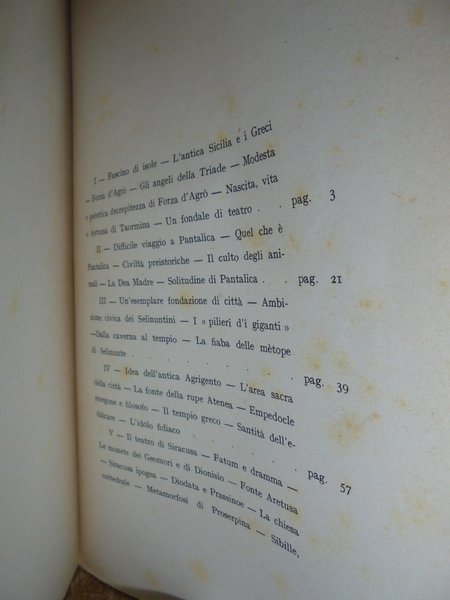 I — Fascino di isole — L'antica Sicilia e i Greci
— Forza d'Agrò — Gli angeli della Triade — Modesta
e patetica decrepitezza di Forza d'Agrò — Nascita, vita
e fortuna di Taormina — Un fondale di teatro . . pag. 3
II — Difficile viaggio a Pantalica — Quel che è
Pantalica — Civiltà preistoriche — Il culto degli ani-
mali — La Dea Madre — Solitudine di Pantalica . pag. 21
III — Un'esemplare fondazione di città — Ambi-
zione civica dei Selinuntini — I « pilieri d'i giganti »
—Dalla caverna al tempio — La fiaba delle mètope
di Selinunte . . . . . . . pag. 39
IV — Idea dell'antica Agrigento — L'area sacra
della città — La fonte della rupe Atenea — Empedocle
stregone e filosofo — Il tempio greco — Santità dell'e-
dificare — L'idolo fidiaco . . . . pag. 57
V — Il teatro di Siracusa — Fatum e dramma —
Le monete dei Geomori e di Dionisio — Fonte Aretusa
— Siracusa ipogea — Diodata e Prassinoe — La chiesa
cattedrale — Metamorfosi di Proserpina — Sibille,